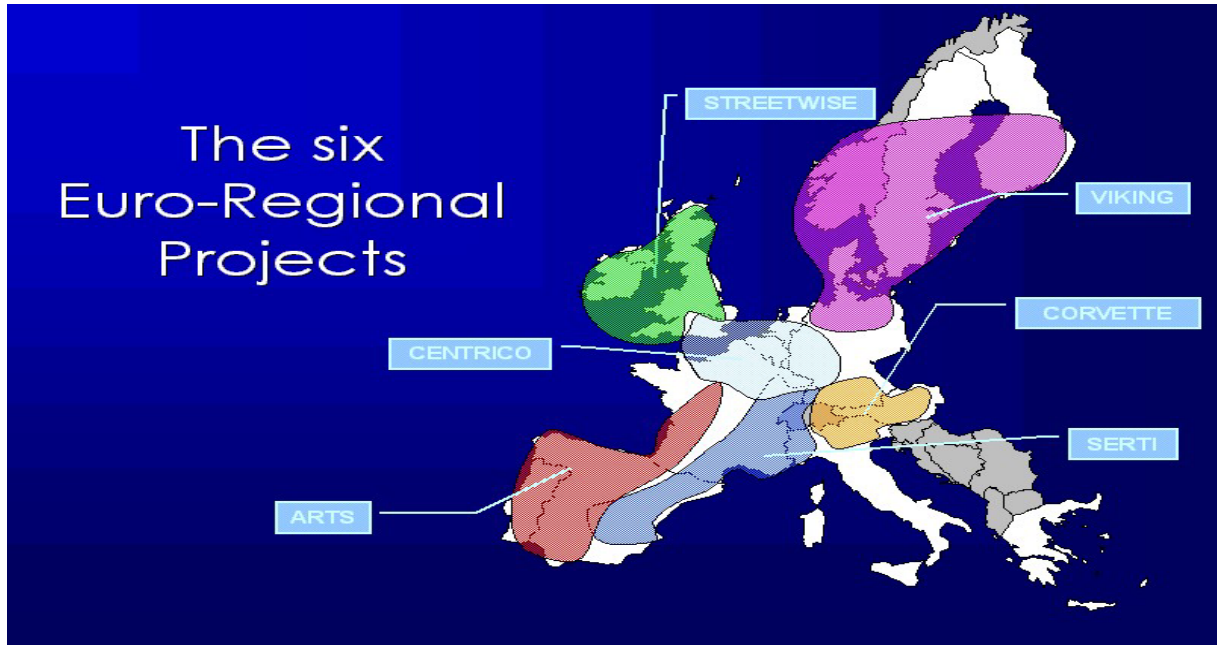 The six
Euro-Regional
Projects
STREETWISE
VIKING
CORVETTE
CENTRICO
SERTI
ARTS